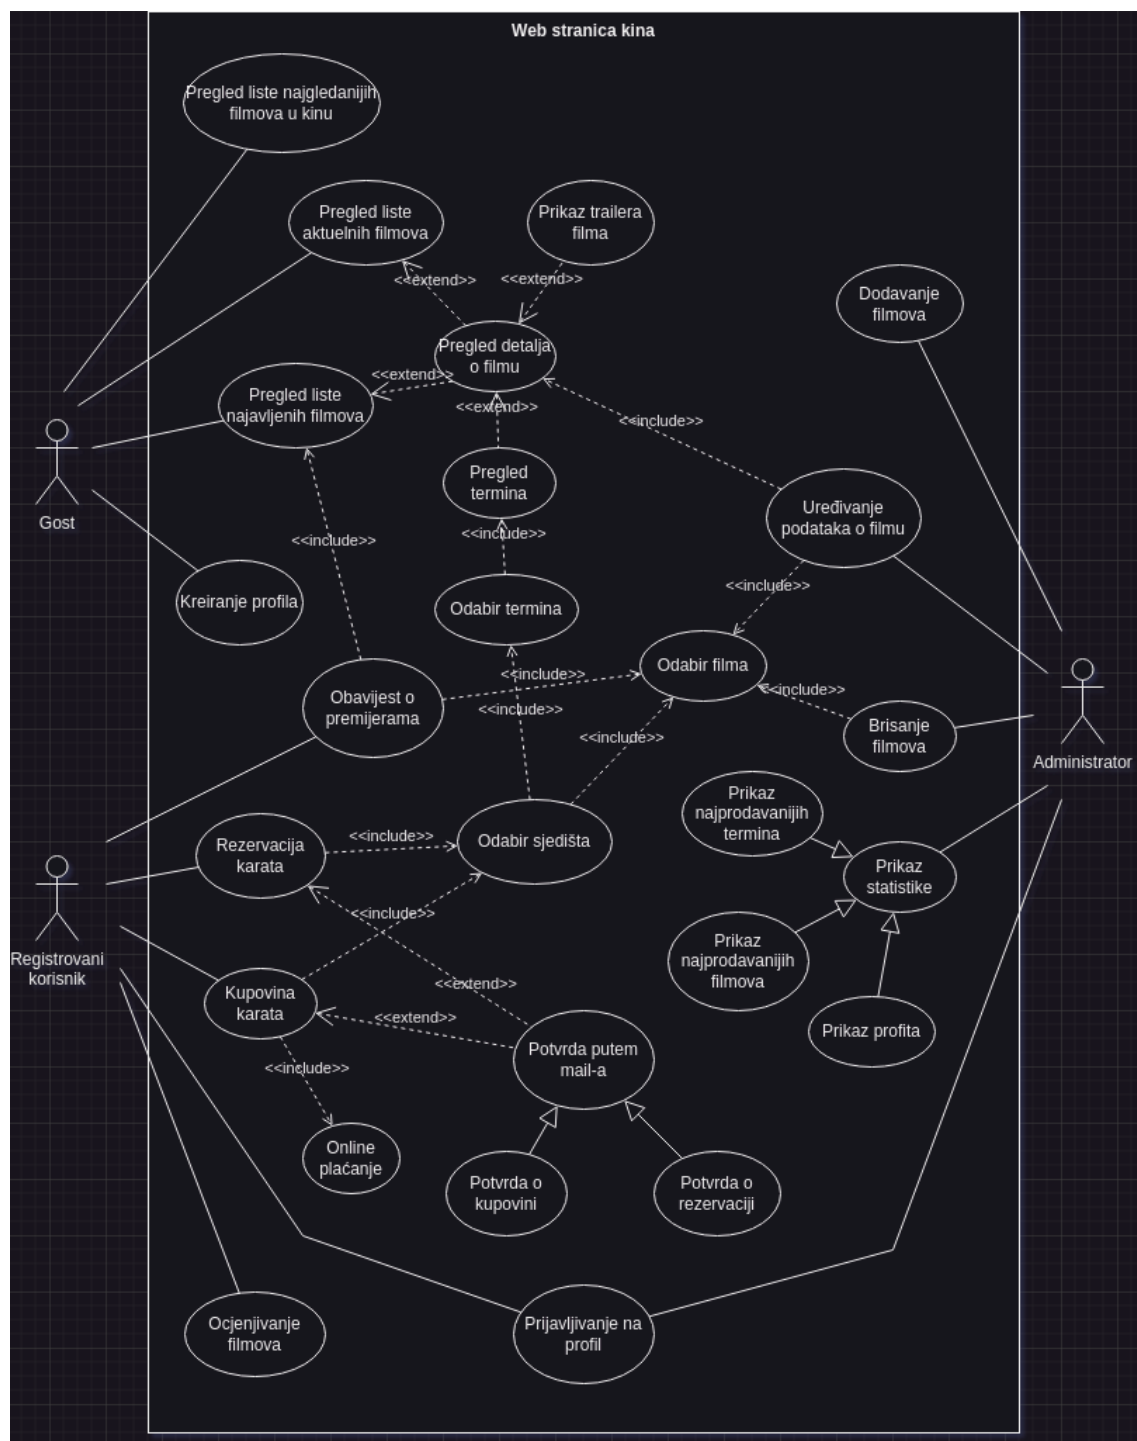 Web stranica kina
Pregled liste najgledanijih
filmova u kinu
Pregled liste
aktuelnih filmova
Prikaz trailera
filma
<<extend>>
<<extend>>
Dodavanje
filmova
Pregled detalja
o filmu
<<extend>>
Pregled liste
najavljenih filmova
<<extend>>
<<include>>
Pregled
termina
Gost
Uređivanje
podataka o filmu
<<include>>
<<include>>
Kreiranje profila
Odabir termina
<<include>>
Odabir filma
<<include>>
<<include>>
Obavijest o
premijerama
<<include>>
<<include>>
Brisanje
filmova
Administrator
Prikaz
najprodavanijih
termina
Rezervacija
karata
<<include>>
Odabir sjedišta
Prikaz
statistike
<<include>>
Registrovani
korisnik
Prikaz
najprodavanijih
filmova
Kupovina
karata
<<extend>>
<<extend>>
Prikaz profita
Potvrda putem
mail-a
<<include>>
Online
plaćanje
Potvrda o
kupovini
Potvrda o
rezervaciji
Ocjenjivanje
filmova
Prijavljivanje na
profil